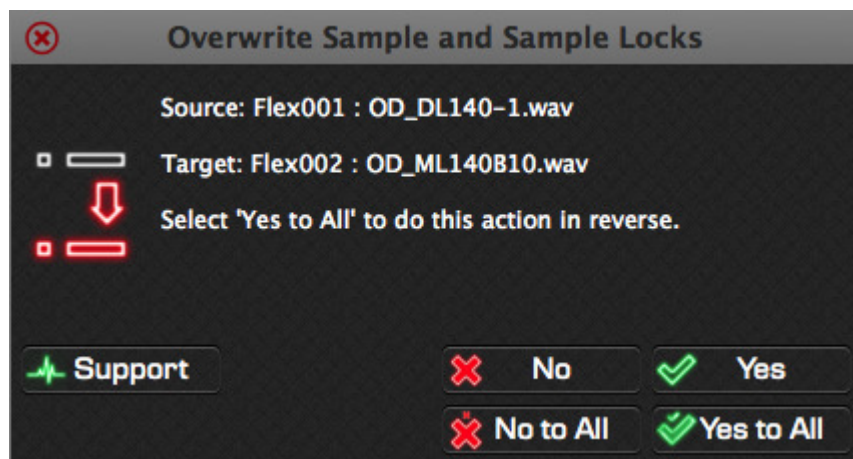 Overwrite Sample and Sample Locks
Source: Flex001 : OD_DL140-1.wav
Target: Flex002 : OD_ML140B10.wav
Select 'Yes to All' to do this action in reverse.
Support
No
Yes
No to All
Yes to All